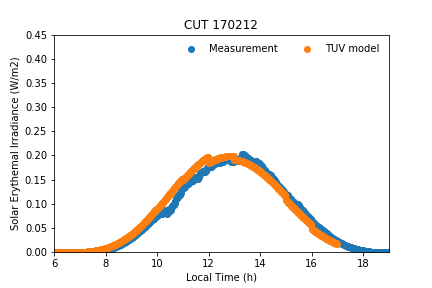 CUT 170212
Measurement
TUV model
Solar Erythemal Irradiance (W/m2)
0.45
0.40
0.35
0.30
0.25
0.20
0.15
0.10
0.05
0.00
6 8 10 12 14 16 18
Local Time (h)